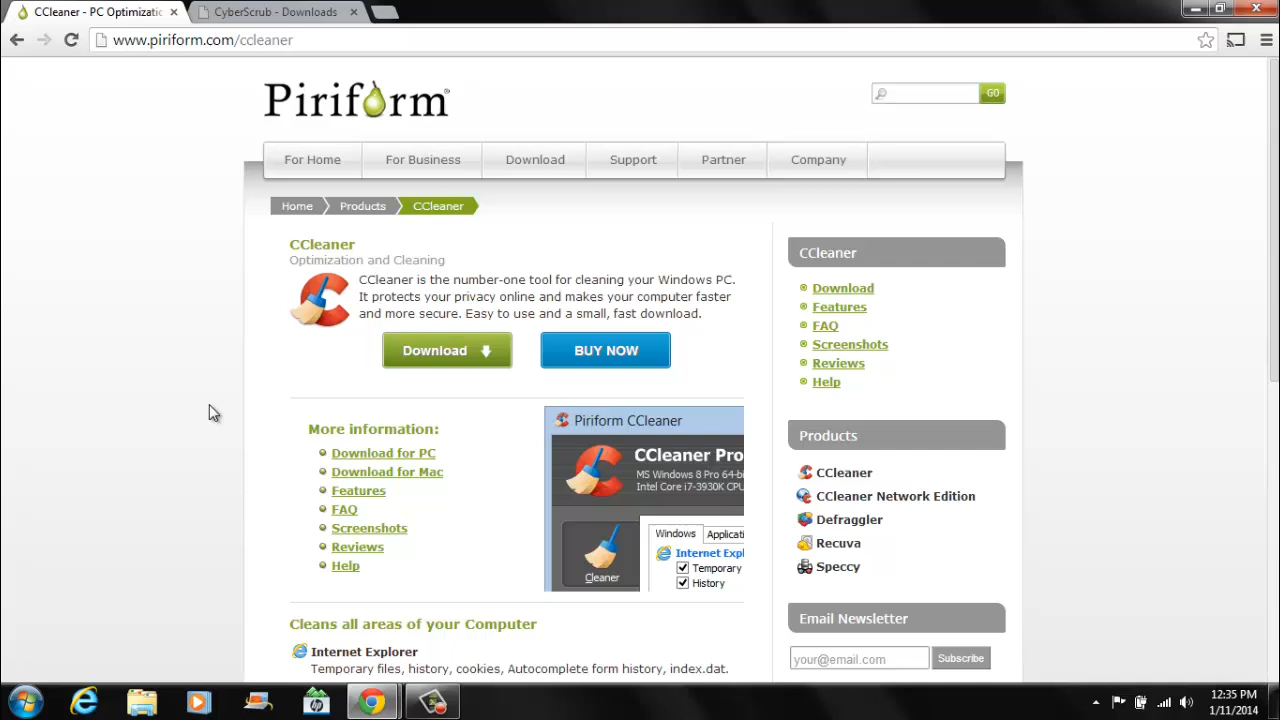 CCleaner - PC Optimizatic
CyberScrub - Downloads
www.piriform.com/ccleaner
Piriform®
GO
For Home
For Business
Download
Support
Partner
Company
Home
Products
CCleaner
CCleaner
Optimization and Cleaning
CCleaner is the number-one tool for cleaning your Windows PC.
It protects your privacy online and makes your computer faster
and more secure. Easy to use and a small, fast download.
Download
BUY NOW
More information:
Download for PC
Download for Mac
Features
FAQ
Screenshots
Reviews
Help
Piriform CCleaner
CCleaner Pro
MS Windows 8 Pro 64-bi
Intel Core i7-3930K CPU
Windows
Applicati
Internet Expl
Temporary
History
Cleaner
Cleans all areas of your Computer
Internet Explorer
Temporary files, history, cookies, Autocomplete form history, index.dat.
CCleaner
Download
Features
FAQ
Screenshots
Reviews
Help
Products
CCleaner
CCleaner Network Edition
Defraggler
Recuva
Speccy
Email Newsletter
your@email.com
Subscribe
hp
12:35 PM
1/11/2014